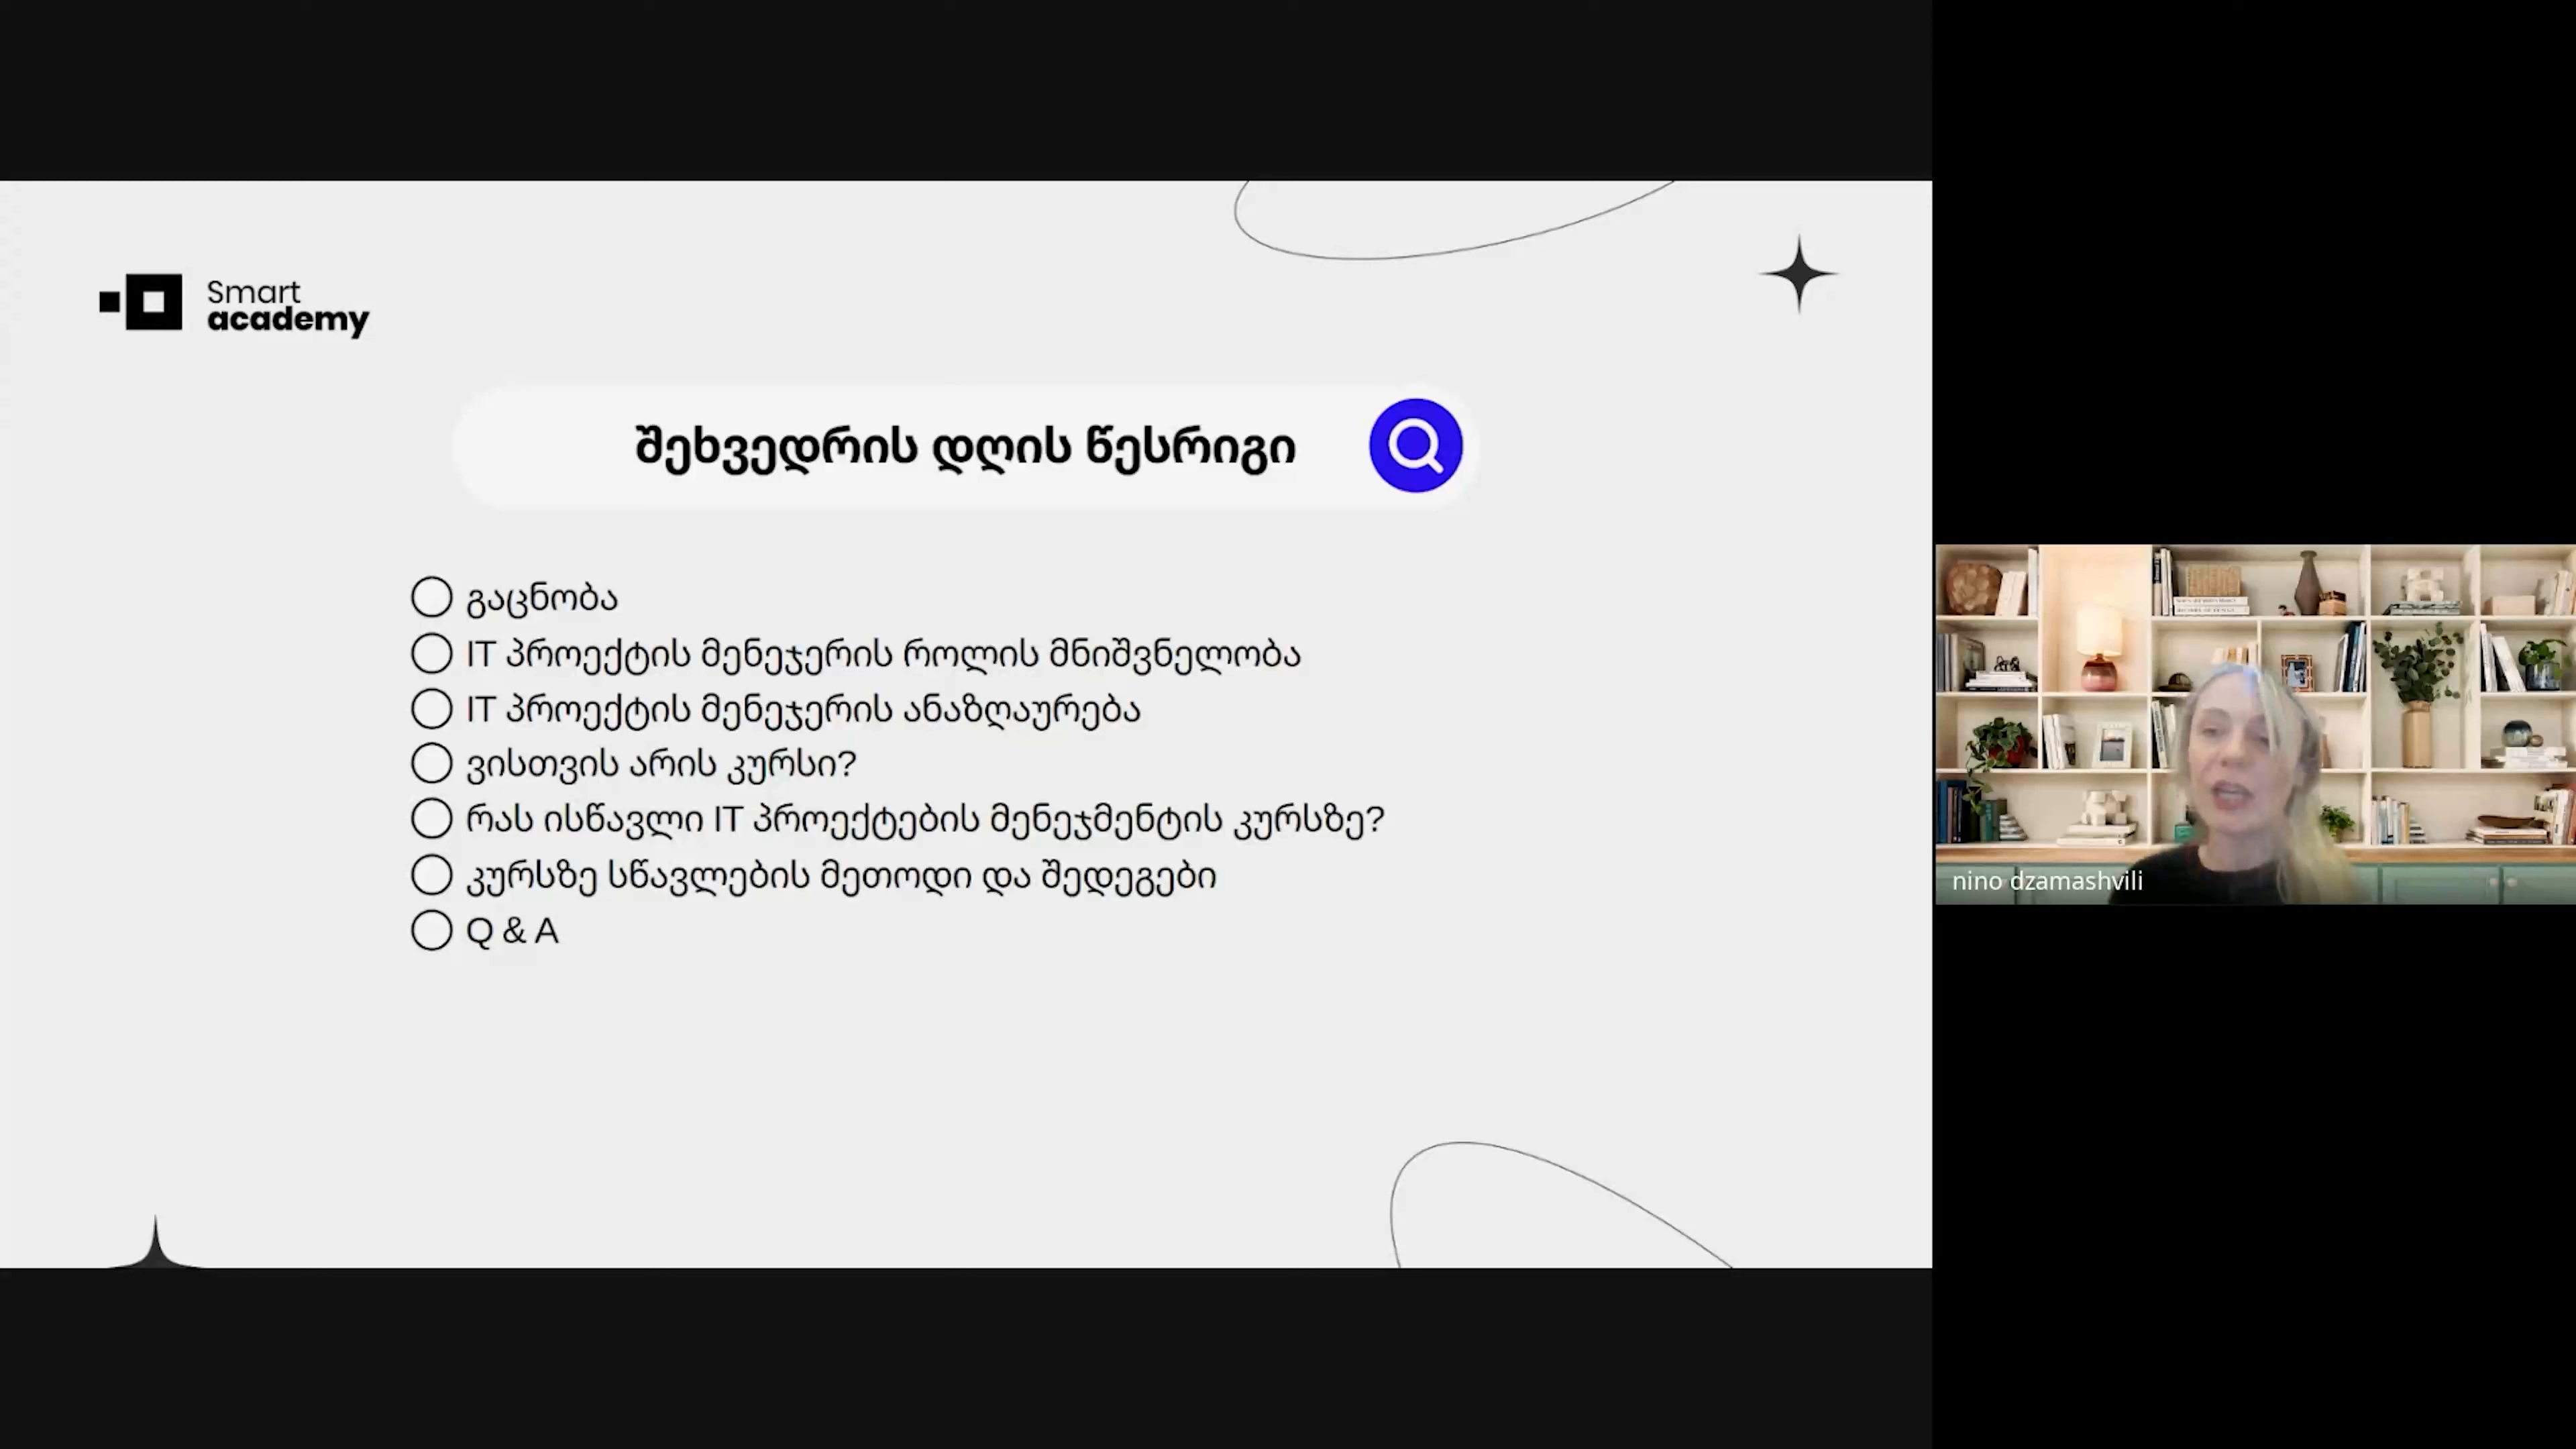 Smart
academy
შეხვედრის დღის წესრიგი
გაცნობა
IT პროექტის მენეჯერის როლის მნიშვნელობა
IT პროექტის მენეჯერის ანაზღაურება
ვისთვის არის კურსი?
რას ისწავლი IT პროექტების მენეჯმენტის კურსზე?
კურსზე სწავლების მეთოდი და შედეგები
Q & A
nino dzamashvili